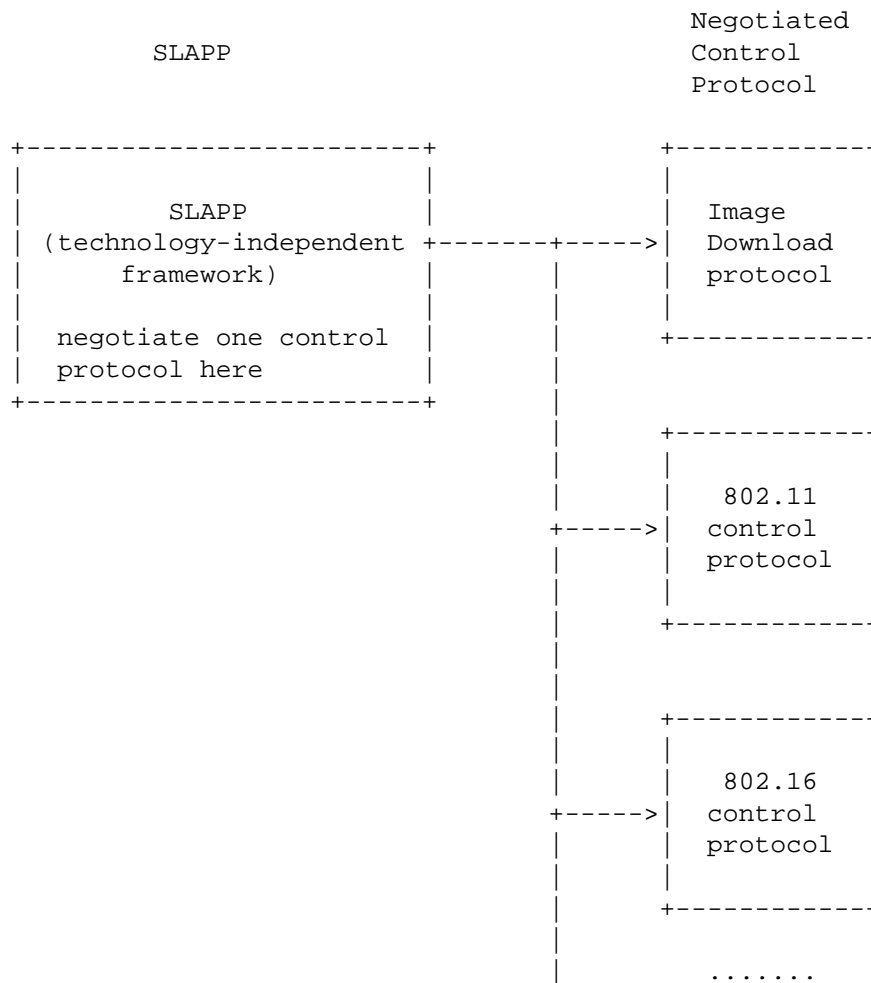 Negotiated
SLAPP Control
Protocol
SLAPP
(technology-independent
framework)
negotiate one control
protocol here
Image
Download
protocol
802.11
control
protocol
802.16
control
protocol
.......